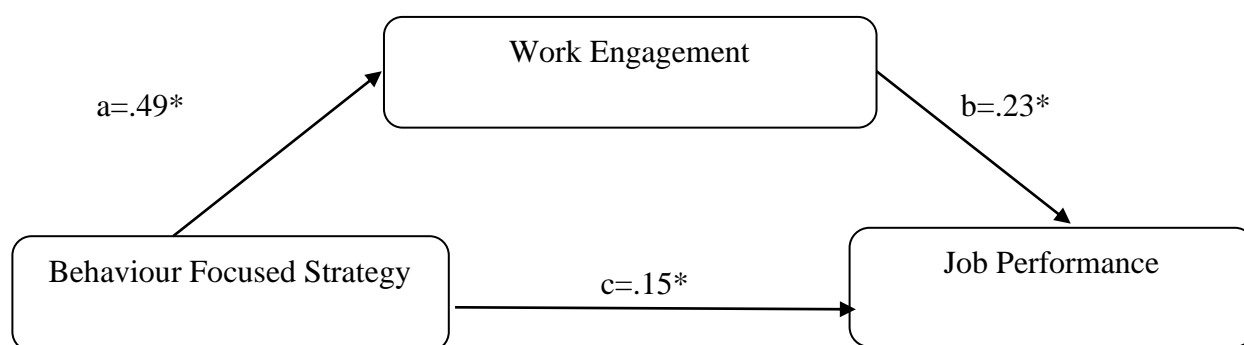 Work Engagement
a=.49*
b=.23*
Behaviour Focused Strategy
Job Performance
c=.15*